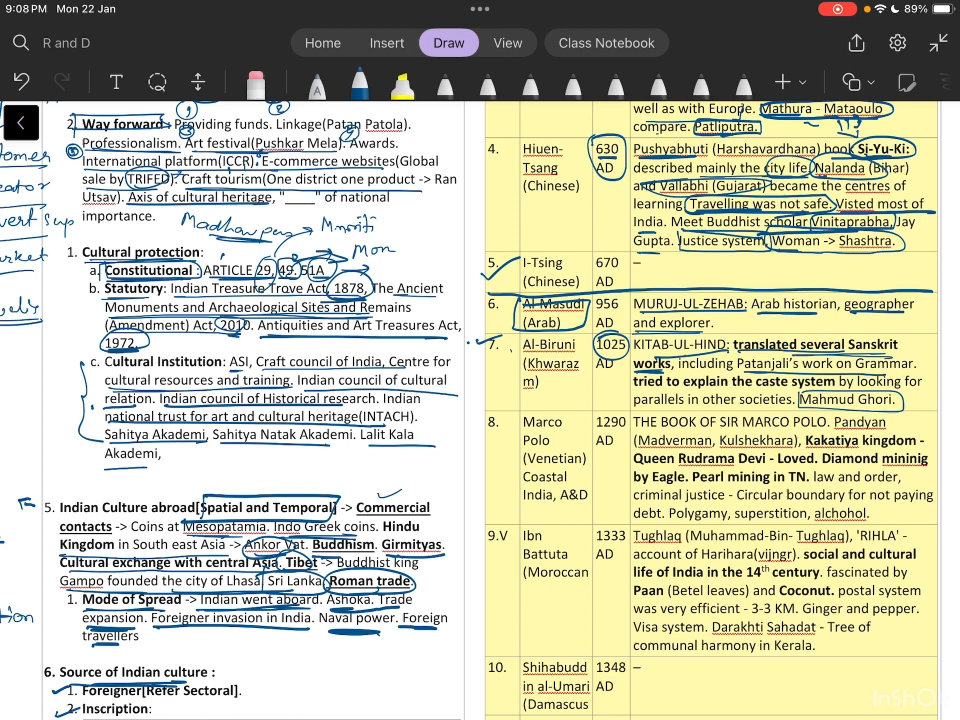 9:08 PM Mon 22 Jan
89%
R and D
Home Insert Draw View Class Notebook
2. Way forward - Providing funds. Linkage(Patan Patola).
Professionalism. Art festival(Pushkar Mela). Awards.
International platform(ICCR). E-commerce websites(Global
sale by TRIFED). Craft tourism(One district one product -> Ran
Utsav). Axis of cultural heritage, "____" of national
importance.
1. Cultural protection:
a. Constitutional : ARTICLE 29, 49. 51A
b. Statutory: Indian Treasure Trove Act, 1878, The Ancient
Monuments and Archaeological Sites and Remains
(Amendment) Act, 2010. Antiquities and Art Treasures Act,
1972.
c. Cultural Institution: ASI, Craft council of India, Centre for
cultural resources and training. Indian council of cultural
relation. Indian council of Historical research. Indian
national trust for art and cultural heritage(INTACH).
Sahitya Akademi, Sahitya Natak Akademi. Lalit Kala
Akademi,
5. Indian Culture abroad[Spatial and Temporal] -> Commercial
contacts -> Coins at Mesopatamia. Indo Greek coins. Hindu
Kingdom in South east Asia -> Ankor Vat. Buddhism. Girmityas.
Cultural exchange with central Asia. Tibet -> Buddhist king
Gampo founded the city of Lhasa. Sri Lanka. Roman trade.
1. Mode of Spread -> Indian went aboard. Ashoka. Trade
expansion. Foreigner invasion in India. Naval power. Foreign
travellers
6. Source of Indian culture :
1. Foreigner[Refer Sectoral].
2. Inscription:
well as with Europe. Mathura - Mataoulo
compare. Patliputra.
4. Hiuen- 630 Pushyabhuti (Harshavardhana) book Sj-Yu-Ki:
Tsang AD described mainly the city life. Nalanda (Bihar)
(Chinese) and Vallabhi (Gujarat) became the centres of
learning. Travelling was not safe. Visted most of
India. Meet Buddhist scholar Vinitaprabha, Jay
Gupta. Justice system. Woman -> Shashtra.
5. I-Tsing 670 –
(Chinese) AD
6. Al-Masudi 956 MURUJ-UL-ZEHAB: Arab historian, geographer
(Arab) AD and explorer.
7. Al-Biruni 1025 KITAB-UL-HIND: translated several Sanskrit
(Khwaraz AD works, including Patanjali's work on Grammar.
m) tried to explain the caste system by looking for
parallels in other societies. Mahmud Ghori.
8. Marco 1290 THE BOOK OF SIR MARCO POLO. Pandyan
Polo AD (Madverman, Kulshekhara), Kakatiya kingdom -
(Venetian) Queen Rudrama Devi - Loved. Diamond mininig
Coastal by Eagle. Pearl mining in TN. law and order,
India, A&D criminal justice - Circular boundary for not paying
debt. Polygamy, superstition, alchohol.
9.V Ibn 1333 Tughlaq (Muhammad-Bin- Tughlaq), 'RIHLA' -
Battuta AD account of Harihara(vijngr). social and cultural
(Moroccan life of India in the 14th century. fascinated by
Paan (Betel leaves) and Coconut. postal system
was very efficient - 3-3 KM. Ginger and pepper.
Visa system. Darakhti Sahadat - Tree of
communal harmony in Kerala.
10. Shihabudd 1348 –
in al-Umari AD
(Damascus